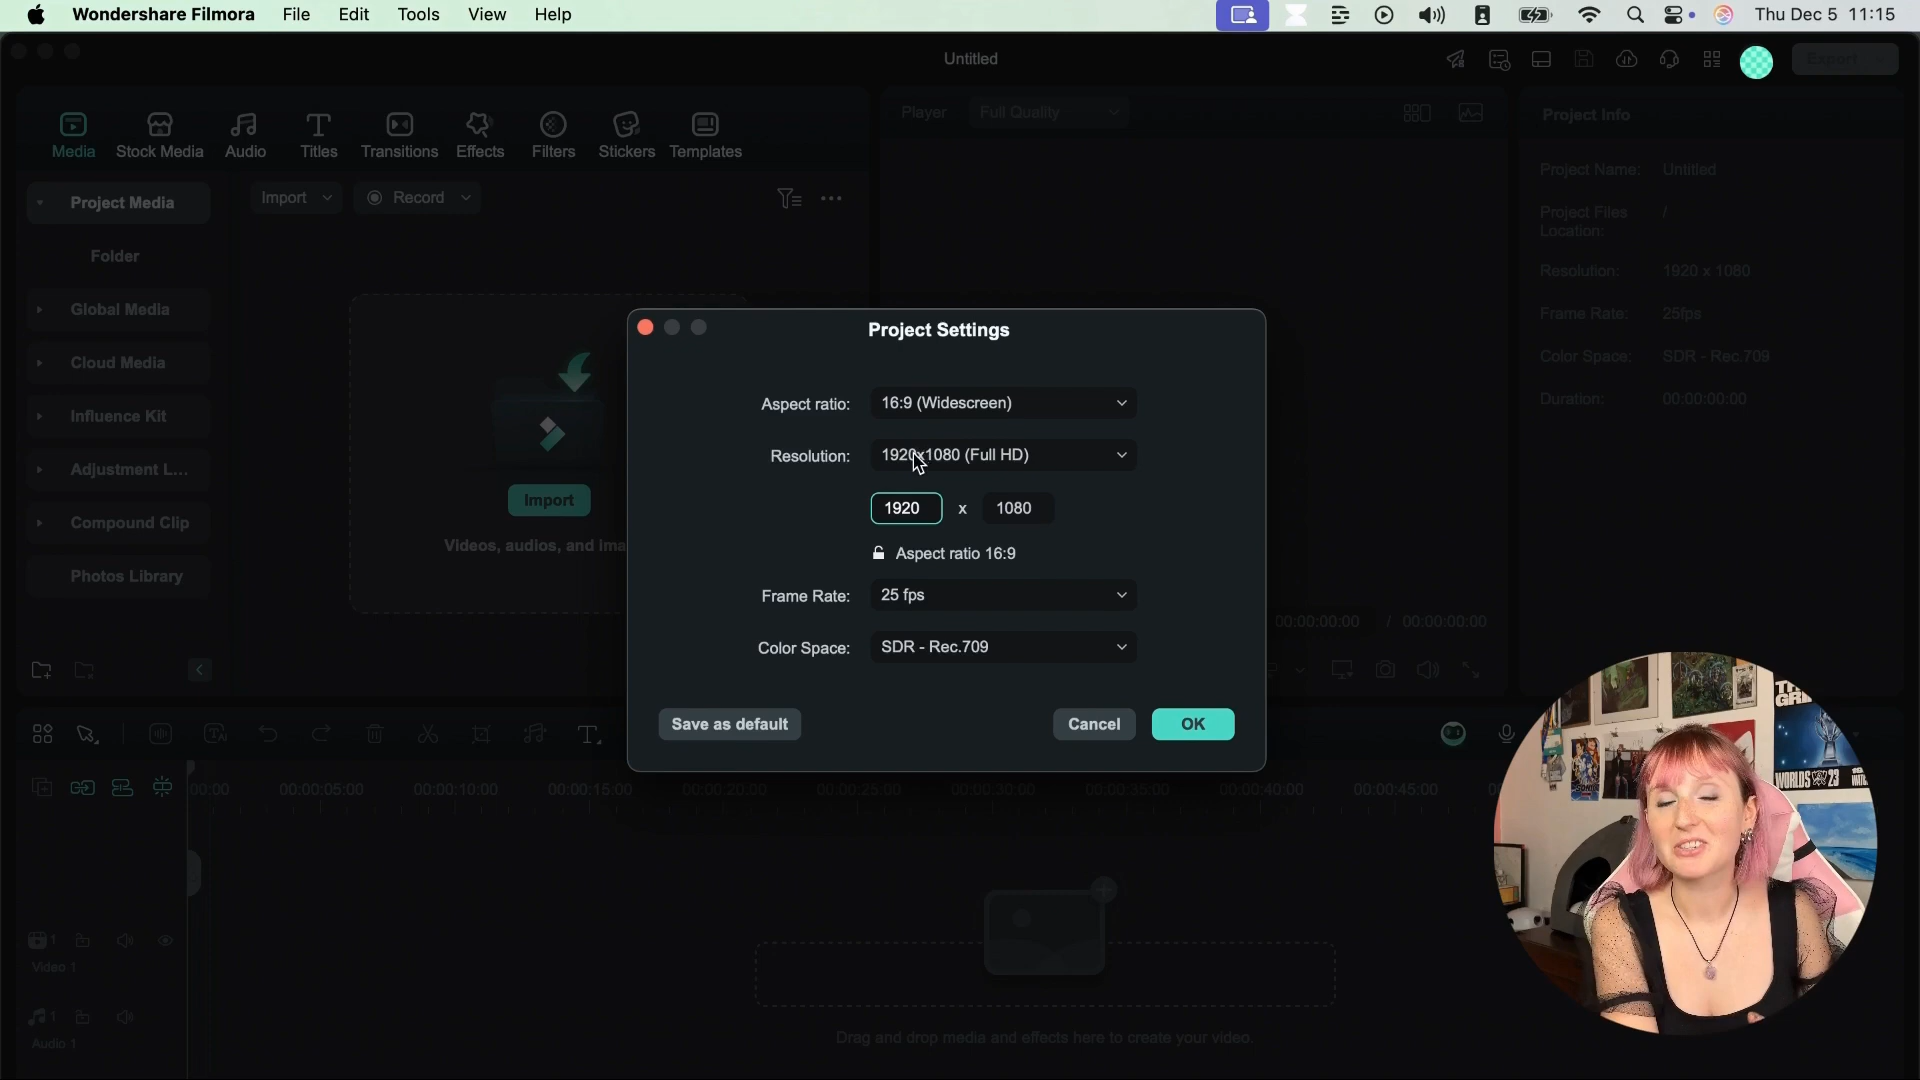 Wondershare Filmora File Edit Tools View Help
Thu Dec 5 11:15
Untitled
Export
Media
Stock Media
Audio
Titles
Transitions
Effects
Filters
Stickers
Templates
Player Full Quality
Project Info
Import
Record
Project Media
Folder
Global Media
Cloud Media
Influence Kit
Adjustment L...
Compound Clip
Photos Library
Import
Videos, audios, and ima
Project Name: Untitled
Project Files /
Location:
Resolution: 1920 x 1080
Frame Rate: 25fps
Color Space: SDR - Rec.709
Duration: 00:00:00:00
Project Settings
Aspect ratio: 16:9 (Widescreen)
Resolution: 1920x1080 (Full HD)
1920 x 1080
Aspect ratio 16:9
Frame Rate: 25 fps
Color Space: SDR - Rec.709
Save as default
Cancel
OK
00:00:00:00 / 00:00:00:00
00:00 00:00:05:00 00:00:10:00 00:00:15:00 00:00:20:00 00:00:25:00 00:00:30:00 00:00:35:00 00:00:40:00 00:00:45:00
1
Video 1
1
Audio 1
Drag and drop media and effects here to create your video.
WORLDS 23